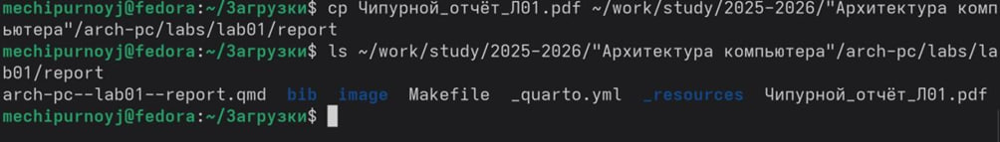 mechipurnoyj@fedora:~/Загрузки$ cp Чипурной_отчёт_Л01.pdf ~/work/study/2025-2026/"Архитектура комп
ьютера"/arch-pc/labs/lab01/report
mechipurnoyj@fedora:~/Загрузки$ ls ~/work/study/2025-2026/"Архитектура компьютера"/arch-pc/labs/la
b01/report
arch-pc--lab01--report.qmd  bib  image  Makefile  _quarto.yml  _resources  Чипурной_отчёт_Л01.pdf
mechipurnoyj@fedora:~/Загрузки$